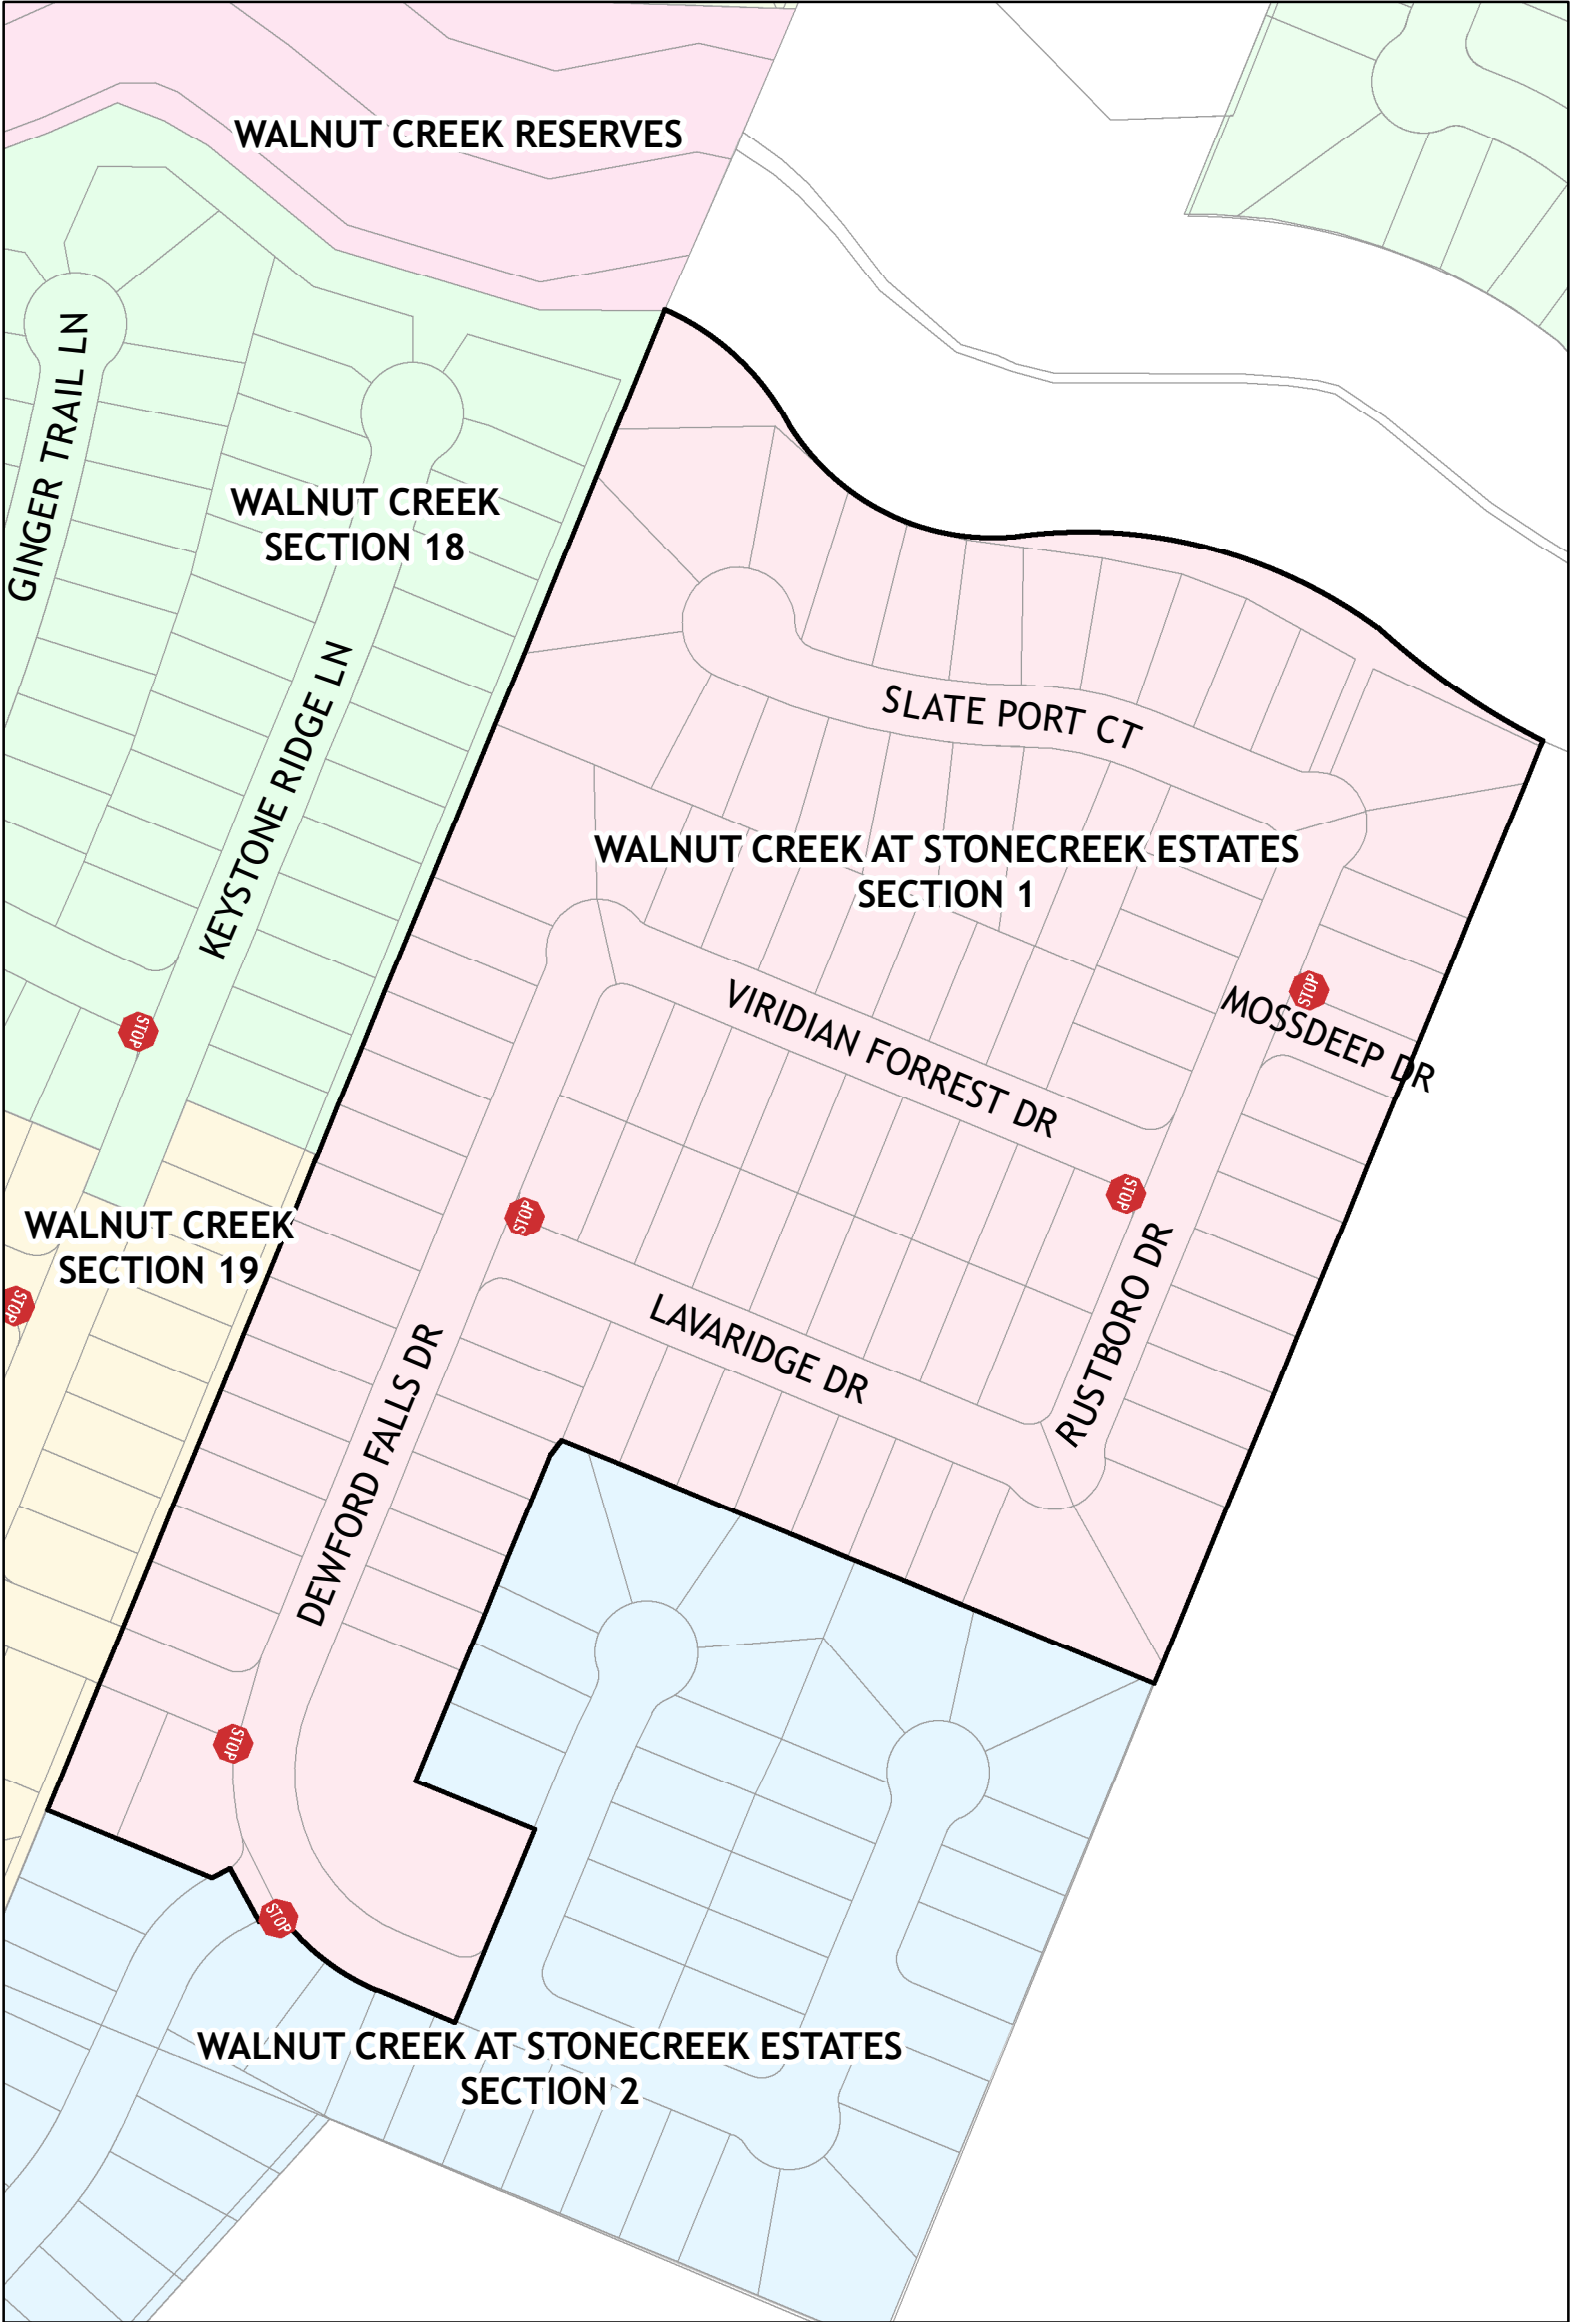 WALNUT CREEK RESERVES
GINGER TRAIL LN
WALNUT CREEK
SECTION 18
KEYSTONE RIDGE LN
SLATE PORT CT
WALNUT CREEK AT STONECREEK ESTATES
SECTION 1
STOP
MOSSDEEP DR
VIRIDIAN FORREST DR
STOP
STOP
STOP
WALNUT CREEK
SECTION 19
STOP
RUSTBORO DR
LAVARIDGE DR
DEWFORD FALLS DR
STOP
STOP
WALNUT CREEK AT STONECREEK ESTATES
SECTION 2